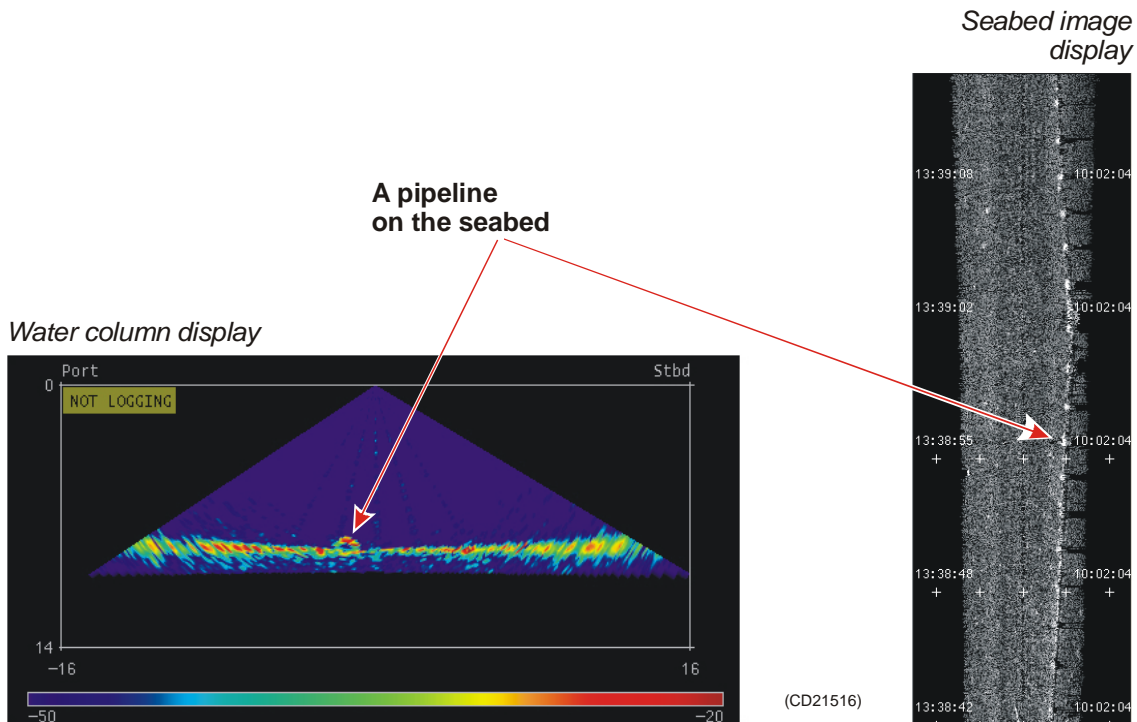 Seabed image
display
A pipeline
on the seabed
Water column display
Port Stbd
0
NOT LOGGING
14
-16 16
-50 -20
(CD21516)
13:39:08 10:02:04
13:39:02 10:02:04
13:38:55 10:02:04
13:38:48 10:02:04
13:38:42 10:02:04